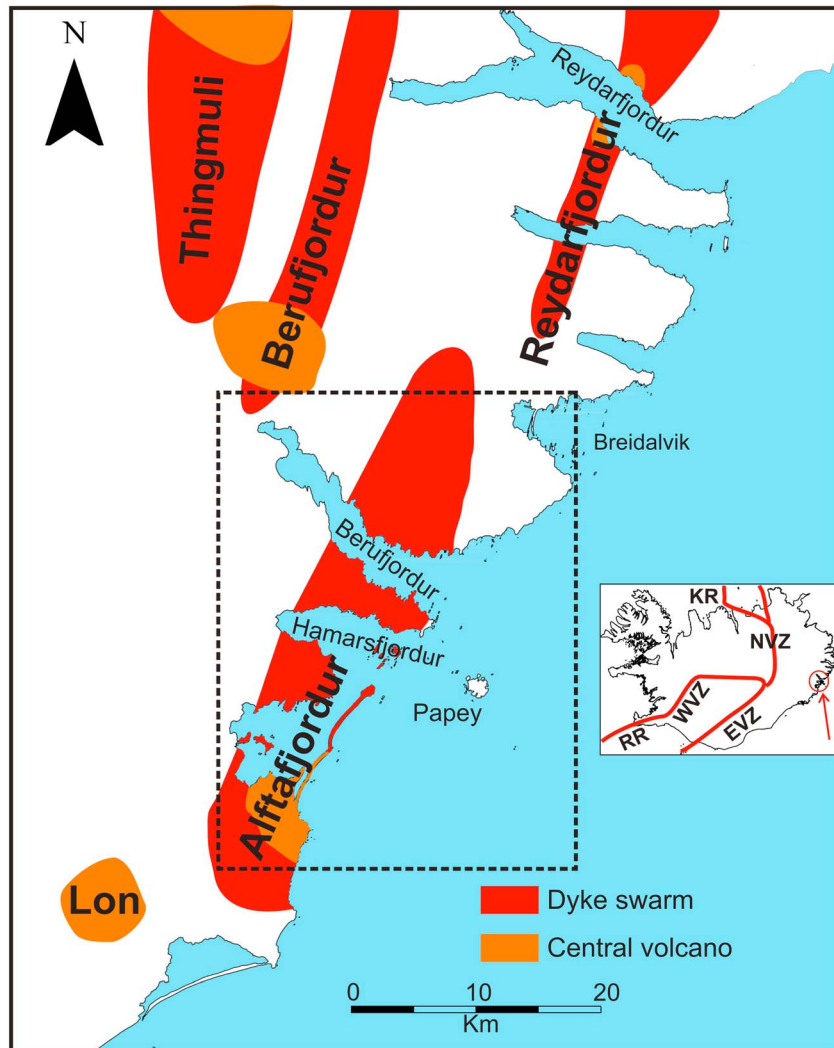 N
Reydarfjordur
Thingmuli
Berufjordur
Reydarfjordur
Breidalvik
Berufjordur
Hamarsfjordur
Papey
Alftafjordur
KR
NVZ
WVZ
EVZ
RR
Lon
Dyke swarm
Central volcano
0 10 20
Km